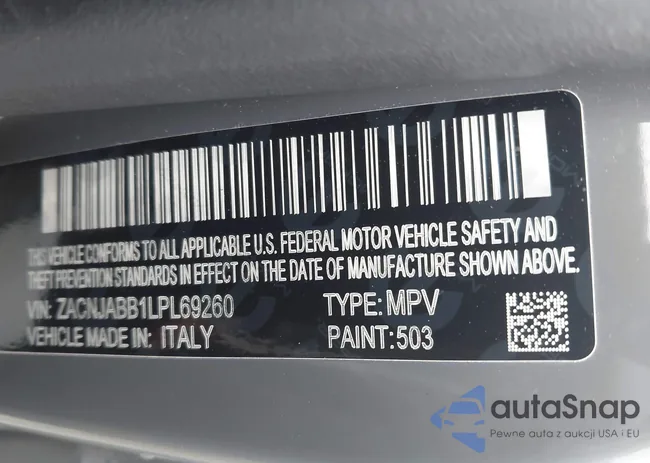 THIS VEHICLE CONFORMS TO ALL APPLICABLE U.S. FEDERAL MOTOR VEHICLE SAFETY AND
THEFT PREVENTION STANDARDS IN EFFECT ON THE DATE OF MANUFACTURE SHOWN ABOVE.
VIN: ZACNJABB1LPL69260 TYPE: MPV
VEHICLE MADE IN: ITALY PAINT: 503
autaSnap
Pewne auta z aukcji USA i EU